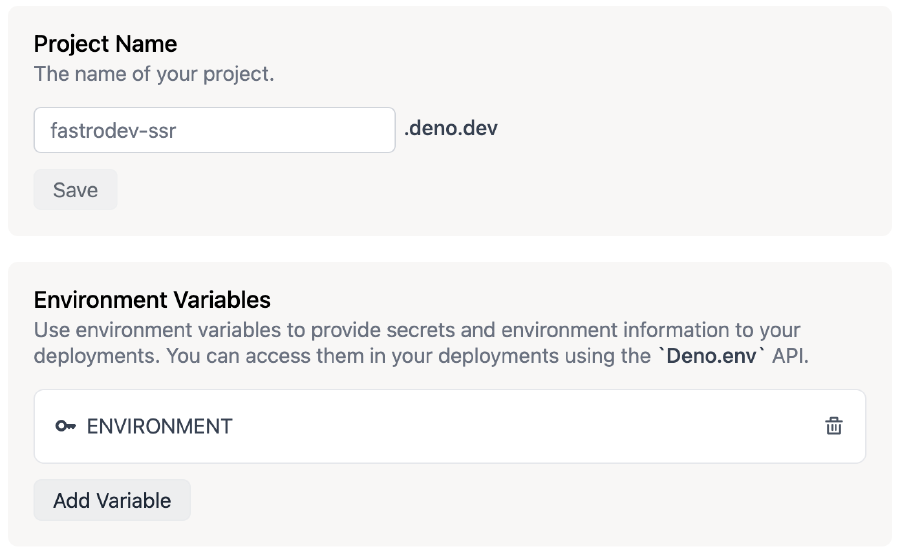 Project Name
The name of your project.
fastrodev-ssr .deno.dev
Save
Environment Variables
Use environment variables to provide secrets and environment information to your
deployments. You can access them in your deployments using the `Deno.env` API.
ENVIRONMENT
Add Variable